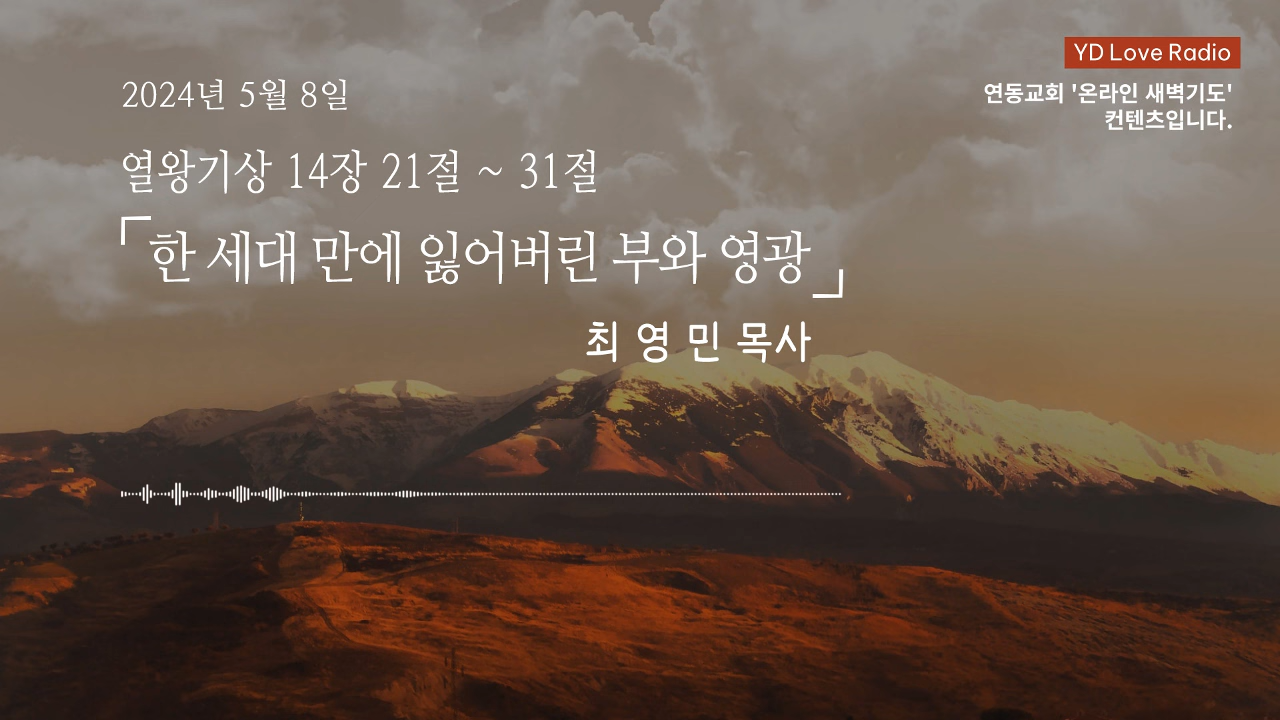 YD Love Radio
연동교회 '온라인 새벽기도'
컨텐츠입니다.
2024년 5월 8일
열왕기상 14장 21절 ~ 31절
「한 세대 만에 잃어버린 부와 영광」
최 영 민 목사